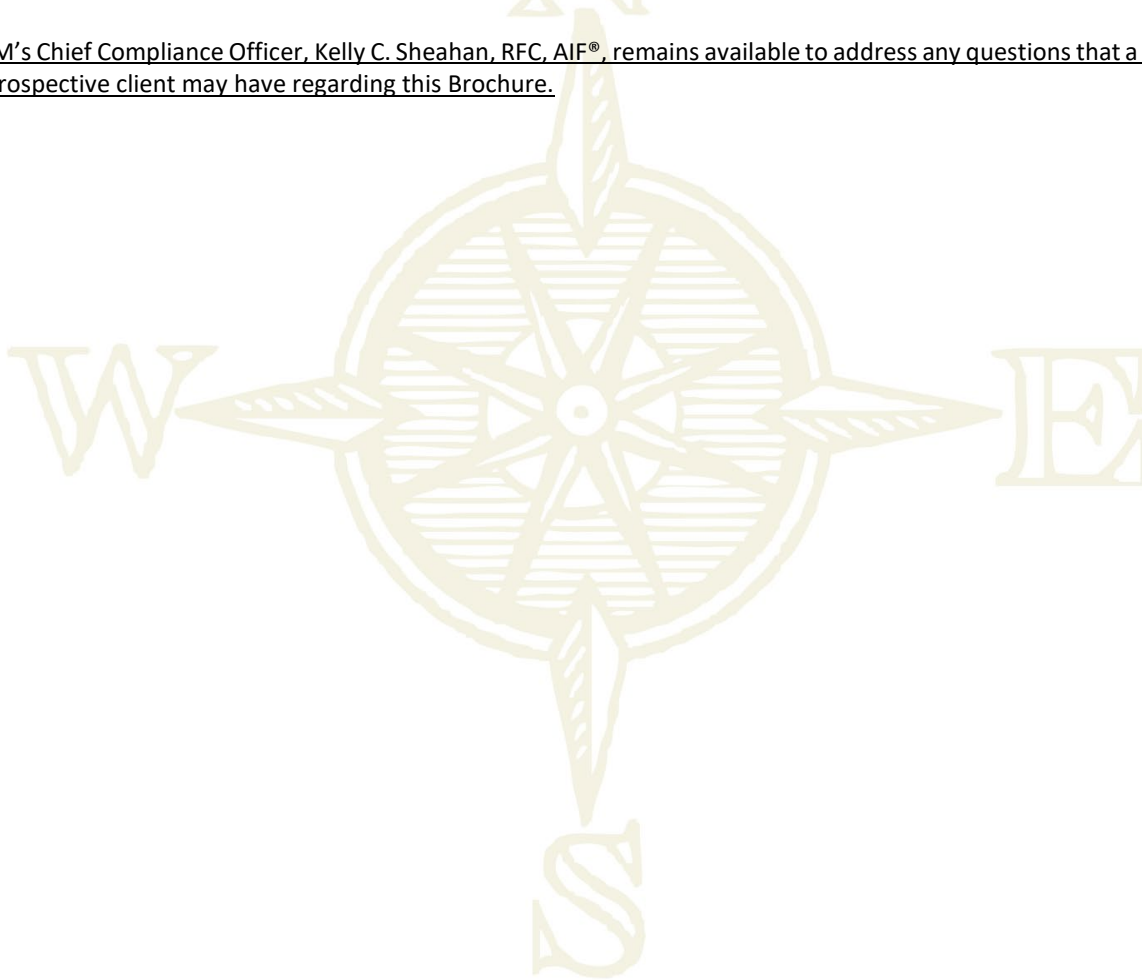 M’s Chief Compliance Officer, Kelly C. Sheahan, RFC, AIF®, remains available to address any questions that a
rospective client may have regarding this Brochure.
W E
S